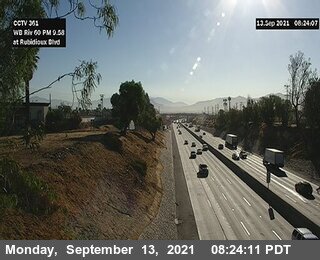 CCTV 361
WB Riv 60 PM 9.58
at Rubidioux Blvd
13 Sep 2021 08:24:07
Monday, September 13, 2021 08:24:11 PDT